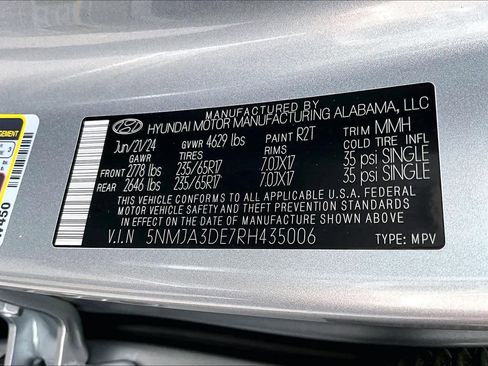 MANUFACTURED BY
HYUNDAI MOTOR MANUFACTURING ALABAMA, LLC
Jun/21/24 GVWR 4629 lbs PAINT R2T TRIM MMH
GAWR TIRES RIMS COLD TIRE INFL
FRONT 2778 lbs 235/65R17 7.0JX17 35 psi SINGLE
REAR 2646 lbs 235/65R17 7.0JX17 35 psi SINGLE
THIS VEHICLE CONFORMS TO ALL APPLICABLE U.S.A. FEDERAL
MOTOR VEHICLE SAFETY AND THEFT PREVENTION STANDARDS
IN EFFECT ON THE DATE OF MANUFACTURE SHOWN ABOVE.
V.I.N 5NMJA3DE7RH435006 TYPE: MPV